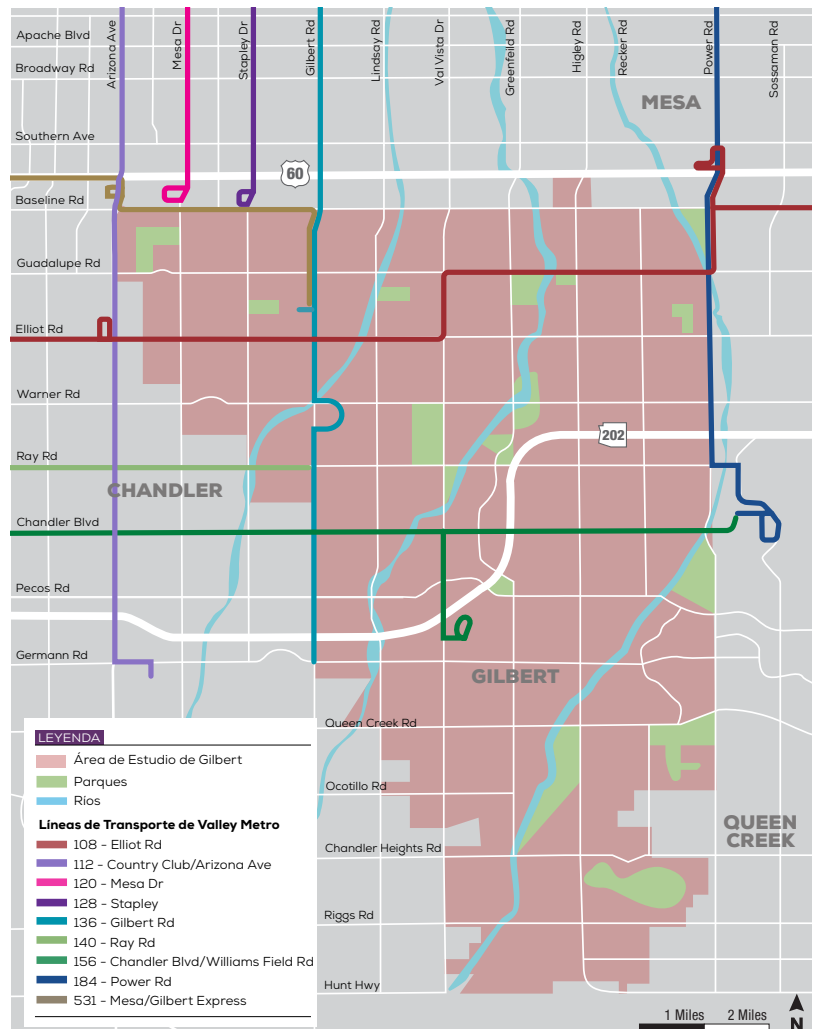 Apache Blvd
Broadway Rd
Southern Ave
Baseline Rd
Guadalupe Rd
Elliot Rd
Warner Rd
Ray Rd
Chandler Blvd
Pecos Rd
Germann Rd
Arizona Ave
Mesa Dr
Stapley Dr
Gilbert Rd
Lindsay Rd
Val Vista Dr
Greenfeild Rd
Higley Rd
Recker Rd
Power Rd
Sossaman Rd
MESA
60
202
CHANDLER
GILBERT
Queen Creek Rd
Ocotillo Rd
Chandler Heights Rd
Riggs Rd
Hunt Hwy
QUEEN
CREEK
LEYENDA
Área de Estudio de Gilbert
Parques
Ríos
Líneas de Transporte de Valley Metro
108 - Elliot Rd
112 - Country Club/Arizona Ave
120 - Mesa Dr
128 - Stapley
136 - Gilbert Rd
140 - Ray Rd
156 - Chandler Blvd/Williams Field Rd
184 - Power Rd
531 - Mesa/Gilbert Express
1 Miles 2 Miles
N